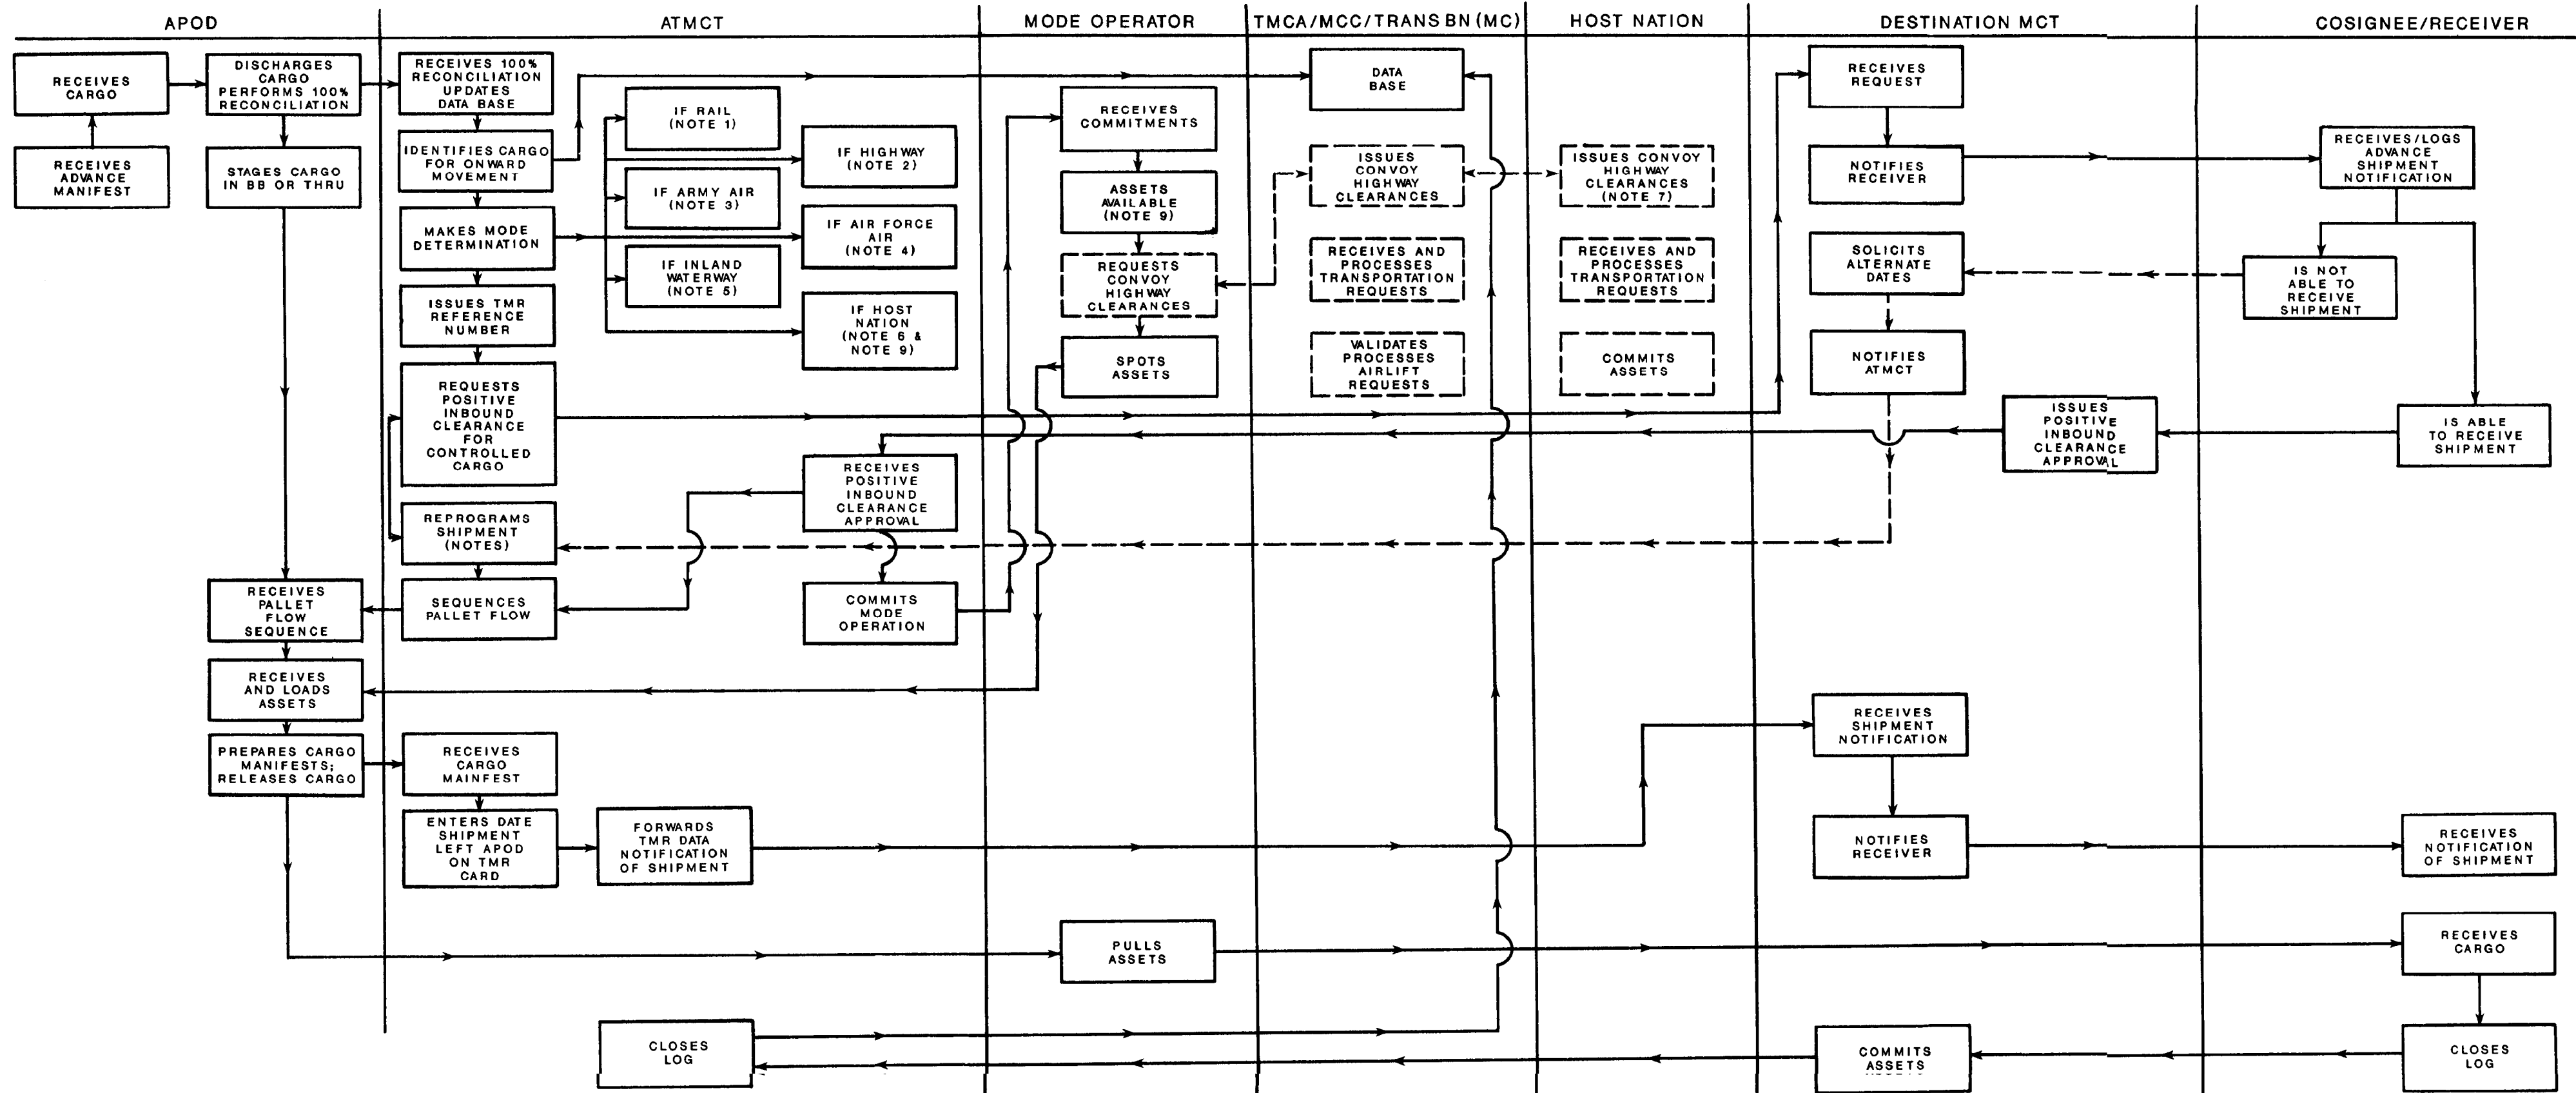 APOD
ATMCT
MODE OPERATOR
TMCA/MCC/TRANS BN (MC)
HOST NATION
DESTINATION MCT
COSIGNEE/RECEIVER
RECEIVES
CARGO
RECEIVES
ADVANCE
MANIFEST
DISCHARGES
CARGO
PERFORMS 100%
RECONCILIATION
STAGES CARGO
IN BB OR THRU
RECEIVES
PALLET
FLOW
SEQUENCE
RECEIVES
AND LOADS
ASSETS
PREPARES CARGO
MANIFESTS;
RELEASES CARGO
RECEIVES 100%
RECONCILIATION
UPDATES
DATA BASE
IDENTIFIES CARGO
FOR ONWARD
MOVEMENT
MAKES MODE
DETERMINATION
ISSUES TMR
REFERENCE
NUMBER
REQUESTS
POSITIVE
INBOUND
CLEARANCE
FOR
CONTROLLED
CARGO
REPROGRAMS
SHIPMENT
(NOTES)
SEQUENCES
PALLET FLOW
RECEIVES
CARGO
MAINFEST
ENTERS DATE
SHIPMENT
LEFT APOD
ON TMR
CARD
IF RAIL
(NOTE 1)
IF HIGHWAY
(NOTE 2)
IF ARMY AIR
(NOTE 3)
IF AIR FORCE
AIR
(NOTE 4)
IF INLAND
WATERWAY
(NOTE 5)
IF HOST
NATION
(NOTE 6 &
NOTE 9)
RECEIVES
POSITIVE
INBOUND
CLEARANCE
APPROVAL
COMMITS
MODE
OPERATION
FORWARDS
TMR DATA
NOTIFICATION
OF SHIPMENT
CLOSES
LOG
RECEIVES
COMMITMENTS
ASSETS
AVAILABLE
(NOTE 9)
REQUESTS
CONVOY
HIGHWAY
CLEARANCES
SPOTS
ASSETS
PULLS
ASSETS
DATA
BASE
ISSUES
CONVOY
HIGHWAY
CLEARANCES
RECEIVES AND
PROCESSES
TRANSPORTATION
REQUESTS
VALIDATES
PROCESSES
AIRLIFT
REQUESTS
ISSUES CONVOY
HIGHWAY
CLEARANCES
(NOTE 7)
RECEIVES AND
PROCESSES
TRANSPORTATION
REQUESTS
COMMITS
ASSETS
RECEIVES
REQUEST
NOTIFIES
RECEIVER
SOLICITS
ALTERNATE
DATES
NOTIFIES
ATMCT
ISSUES
POSITIVE
INBOUND
CLEARANCE
APPROVAL
RECEIVES
SHIPMENT
NOTIFICATION
NOTIFIES
RECEIVER
COMMITS
ASSETS
RECEIVES/LOGS
ADVANCE
SHIPMENT
NOTIFICATION
IS NOT
ABLE TO
RECEIVE
SHIPMENT
IS ABLE
TO RECEIVE
SHIPMENT
RECEIVES
NOTIFICATION
OF SHIPMENT
RECEIVES
CARGO
CLOSES
LOG